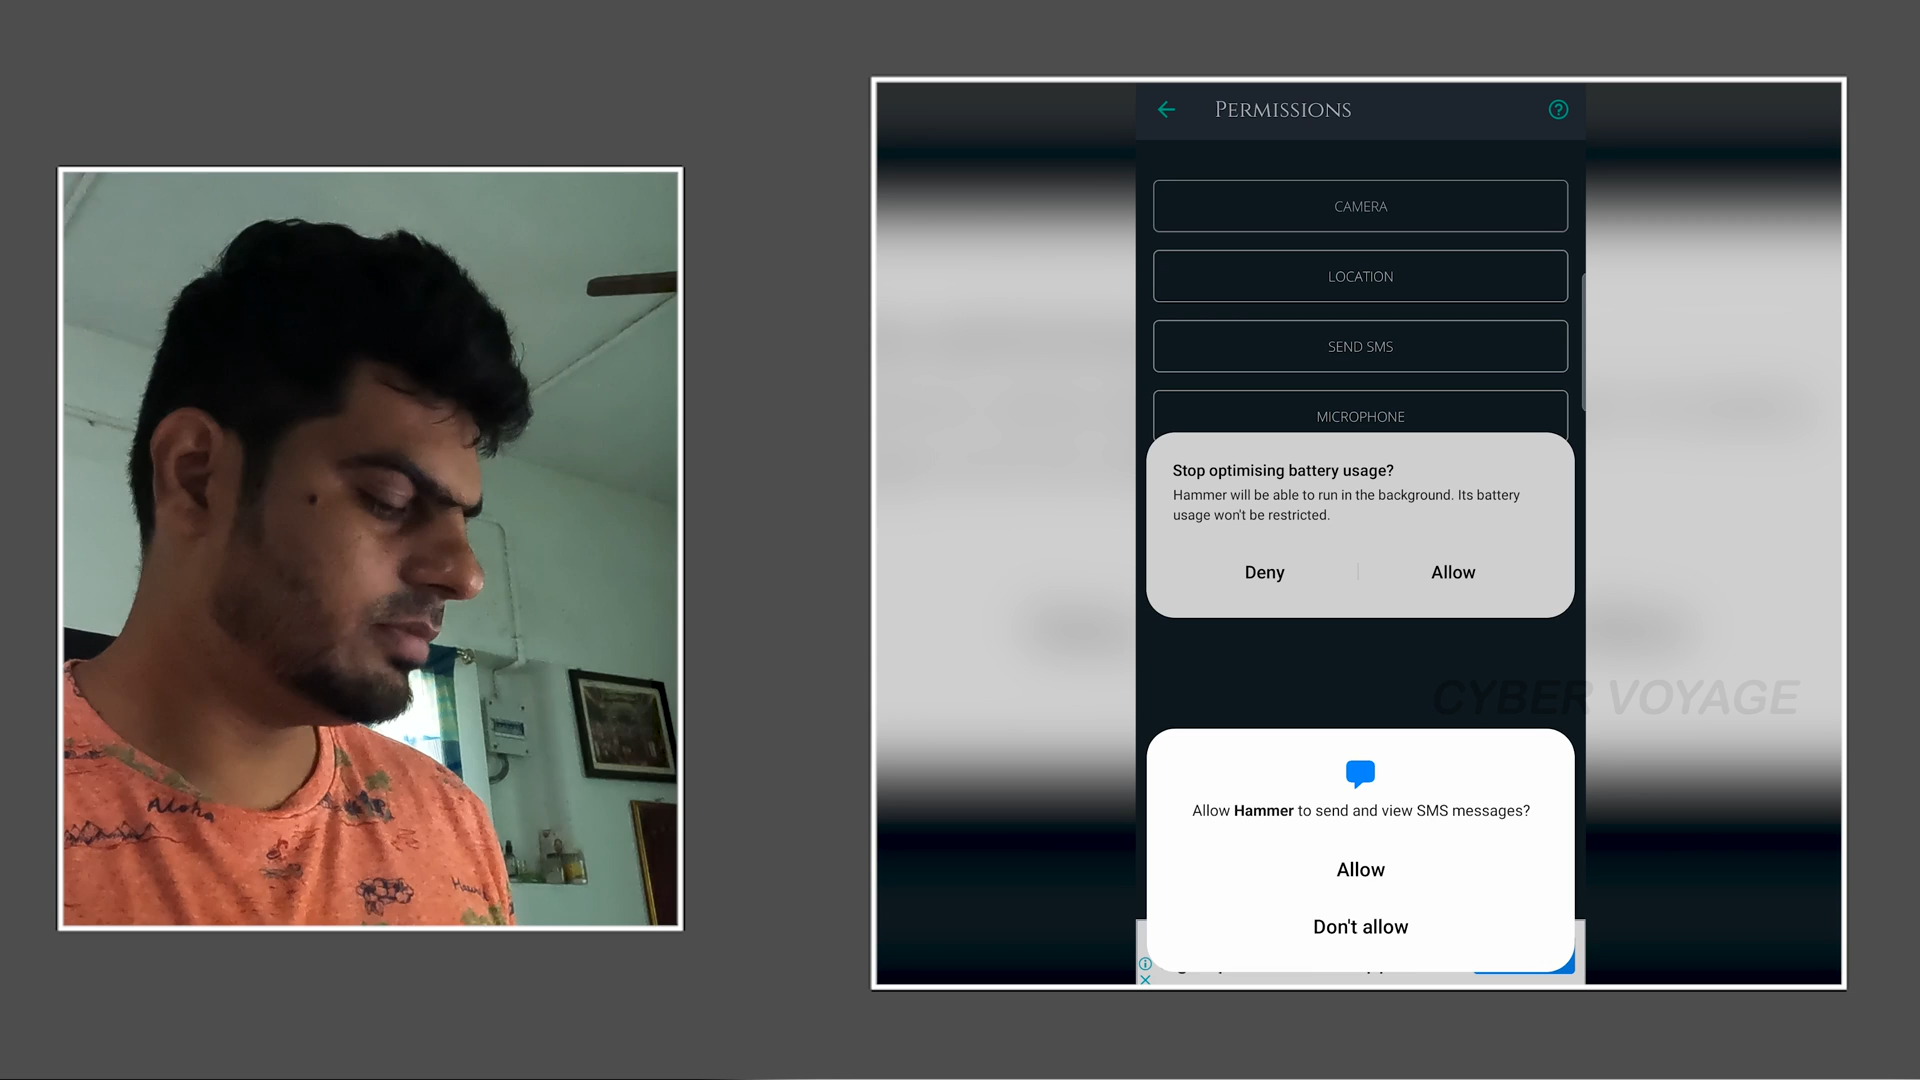 Aloha
PERMISSIONS
CAMERA
LOCATION
SEND SMS
MICROPHONE
Stop optimising battery usage?
Hammer will be able to run in the background. Its battery
usage won't be restricted.
Deny
Allow
CYBER VOYAGE
Allow Hammer to send and view SMS messages?
Allow
Don't allow